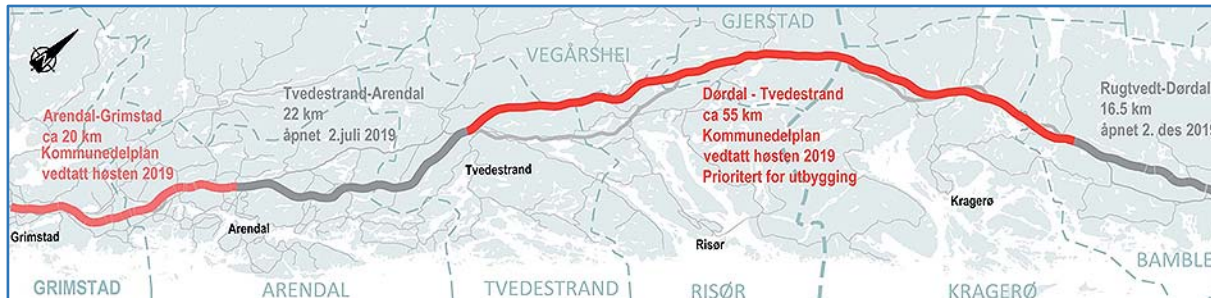 GJERSTAD
VEGÅRSHEI
Arendal-Grimstad
ca 20 km
Kommunedelplan
vedtatt høsten 2019
Tvedestrand-Arendal
22 km
åpnet 2.juli 2019
Dørdal - Tvedestrand
ca 55 km
Kommunedelplan
vedtatt høsten 2019
Prioritert for utbygging
Rugtvedt-Dørdal
16.5 km
åpnet 2. des 2019
Grimstad
Arendal
Tvedestrand
Risør
Kragerø
GRIMSTAD
ARENDAL
TVEDESTRAND
RISØR
KRAGERØ
BAMBLE